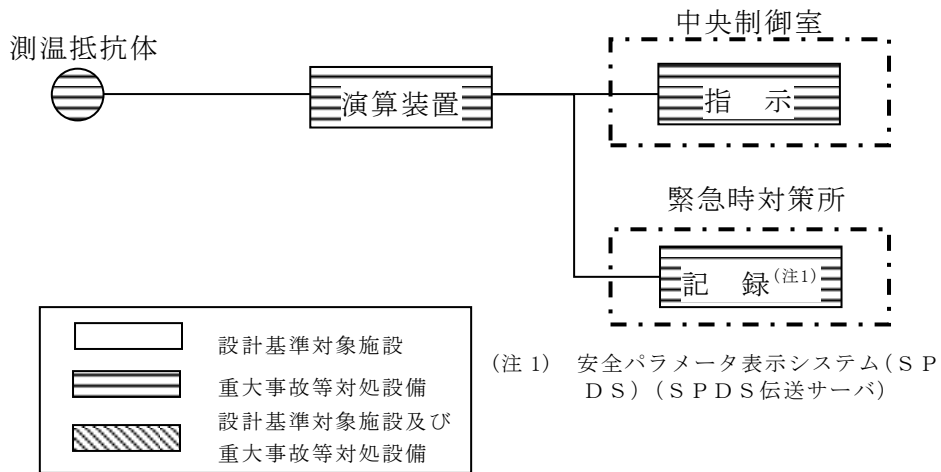 中央制御室
測温抵抗体
演算装置
指　示
緊急時対策所
記　録(注1)
設計基準対象施設
重大事故等対処設備
設計基準対象施設及び
重大事故等対処設備
(注 1)　安全パラメータ表示システム(ＳＰ
ＤＳ)(ＳＰＤＳ伝送サーバ)